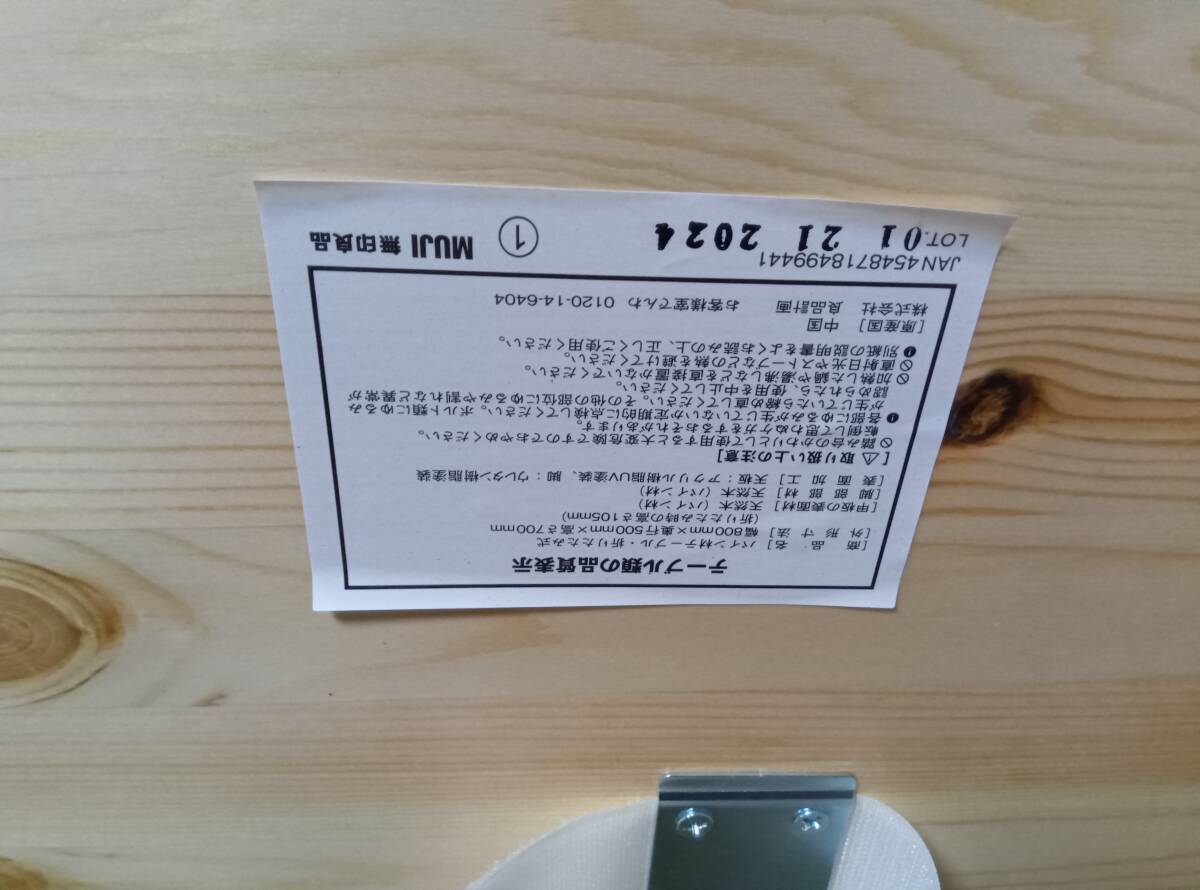 テーブル類の品質表示
[商品名] パイン材テーブル・折りたたみ式
[外形寸法] 幅800mm×奥行500mm×高さ700mm
(折りたたみ時の高さ105mm)
[甲板の表面材] 天然木（パイン材）
[脚部部材] 天然木（パイン材）
[表面加工] 天板：アクリル樹脂UV塗装、脚：ウレタン樹脂塗装
[⚠取り扱い上の注意]
踏み台のかわりとして使用すると大変危険ですのでおやめください。
転倒して思わぬケガをするおそれがあります。
各部にゆるみが生じていないか定期的に点検してください。ボルト類にゆるみ
が生じていたら締め直してください。その他の部位にゆるみや割れなど異常が
認められたら、使用を中止してください。
加熱した鍋や湯沸しなどを直接置かないでください。
直射日光やストーブなどの熱を避けてください。
別紙の説明書をよくお読みの上、正しくご使用ください。
[原産国] 中国
株式会社 良品計画 お客様室でんわ 0120-14-6404
JAN4548718499441
LOT. 01 21 2024 ① MUJI 無印良品